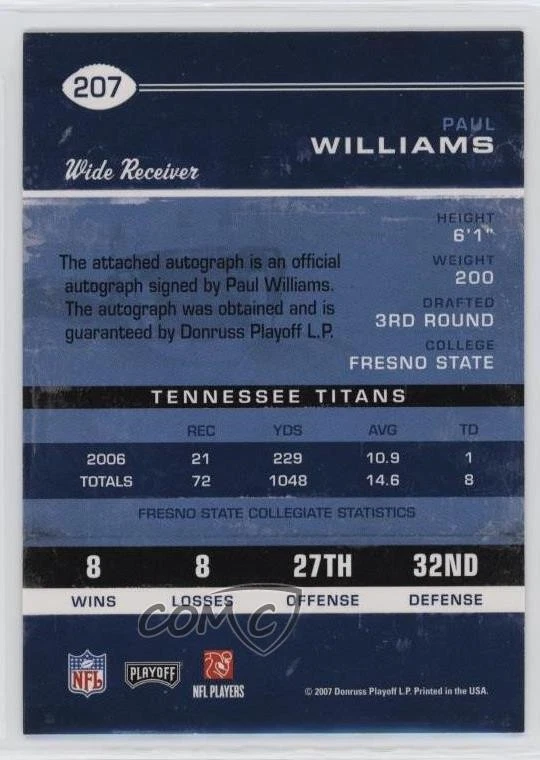 207
PAUL
WILLIAMS
Wide Receiver
HEIGHT
6'1"
WEIGHT
200
DRAFTED
3RD ROUND
COLLEGE
FRESNO STATE
The attached autograph is an official
autograph signed by Paul Williams.
The autograph was obtained and is
guaranteed by Donruss Playoff L.P.
TENNESSEE TITANS
REC YDS AVG TD
2006 21 229 10.9 1
TOTALS 72 1048 14.6 8
FRESNO STATE COLLEGIATE STATISTICS
8 8 27TH 32ND
WINS LOSSES OFFENSE DEFENSE
COMC
NFL
PLAYOFF
NFL PLAYERS
© 2007 Donruss Playoff L.P. Printed in the USA.